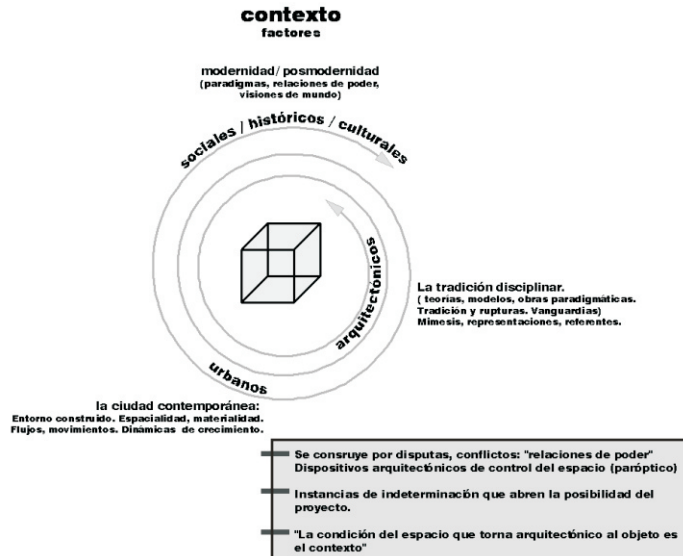 contexto
factores
modernidad/ posmodernidad
(paradigmas, relaciones de poder,
visiones de mundo)
sociales / históricos / culturales
arquitectónicos
urbanos
La tradición disciplinar.
( teorías, modelos, obras paradigmáticas.
Tradición y rupturas. Vanguardias)
Mimesis, representaciones, referentes.
la ciudad contemporánea:
Entorno construido. Espacialidad, materialidad.
Flujos, movimientos. Dinámicas de crecimiento.
Se consruye por disputas, conflictos: "relaciones de poder"
Dispositivos arquitectónicos de control del espacio (paróptico)
Instancias de indeterminación que abren la posibilidad del
proyecto.
"La condición del espacio que torna arquitectónico al objeto es
el contexto"